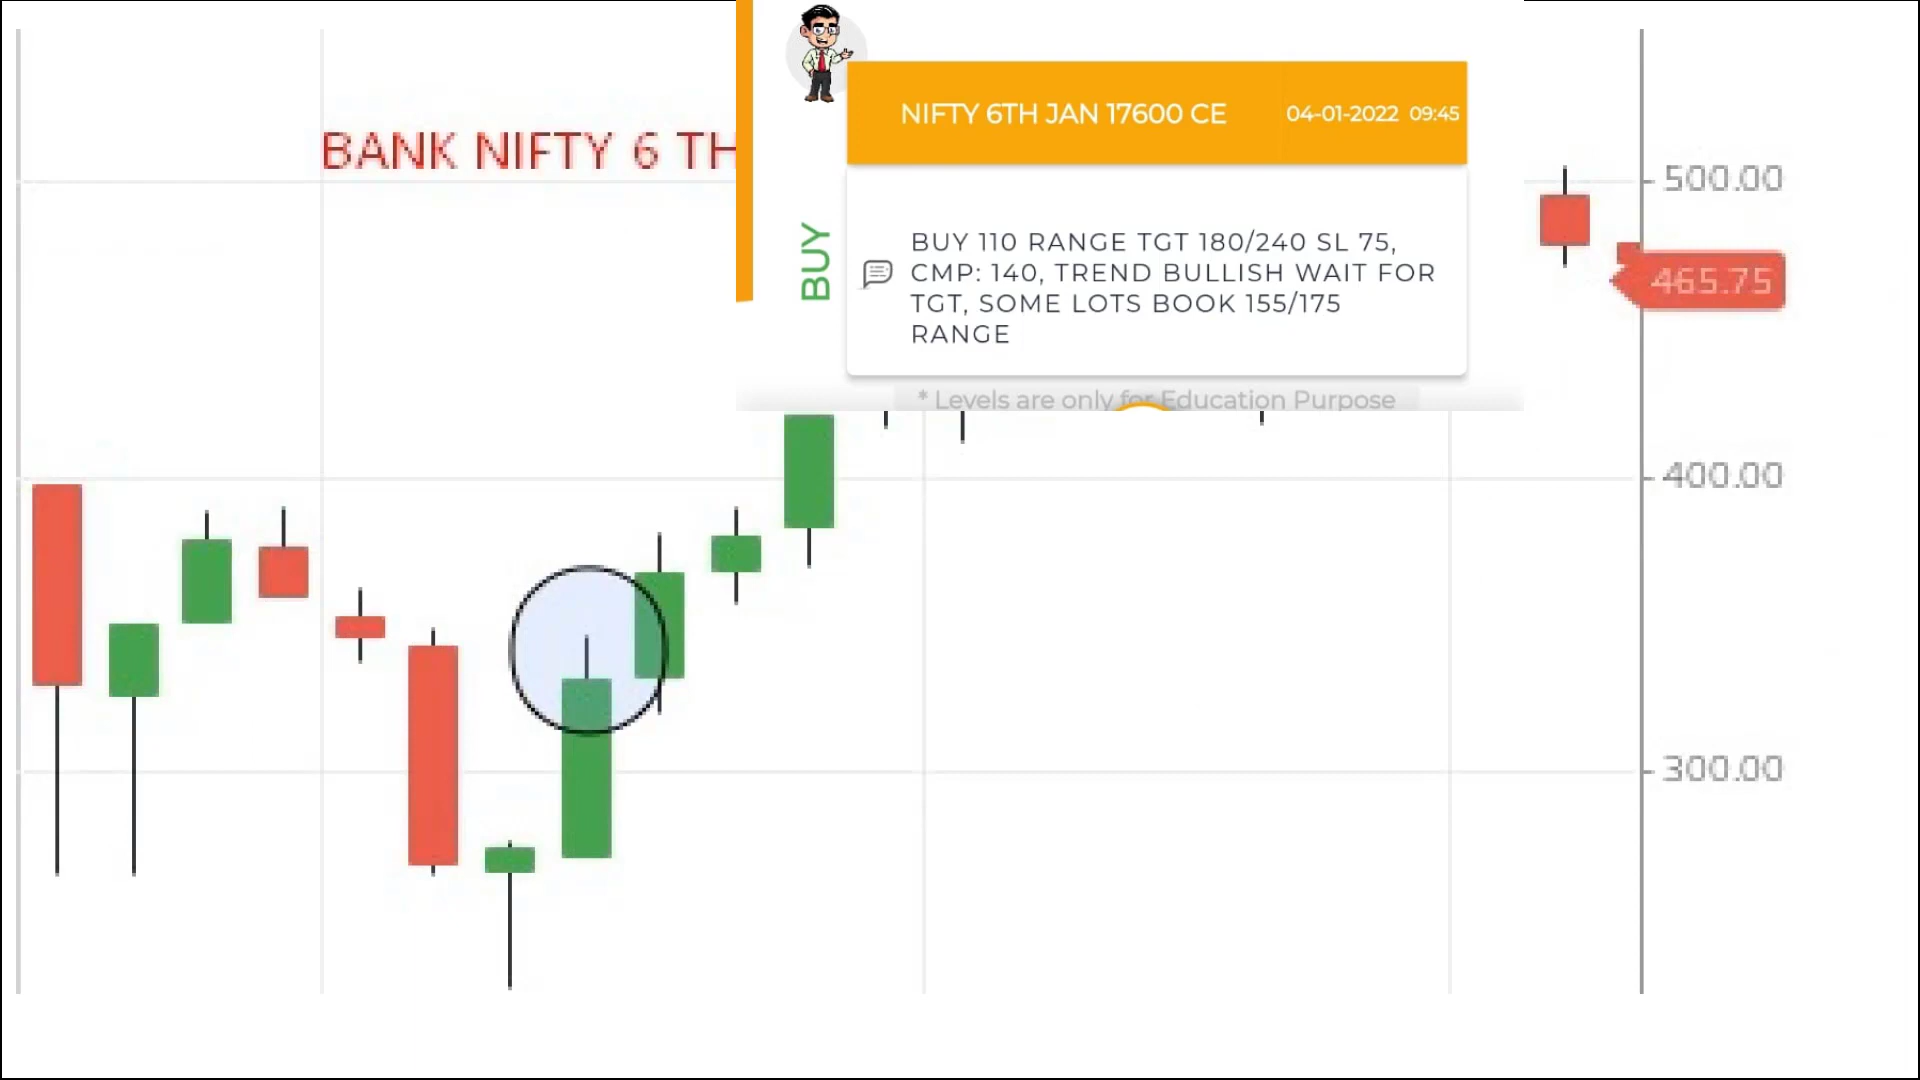 BANK NIFTY 6 TH
NIFTY 6TH JAN 17600 CE 04-01-2022 09:45
BUY
BUY 110 RANGE TGT 180/240 SL 75,
CMP: 140, TREND BULLISH WAIT FOR
TGT, SOME LOTS BOOK 155/175
RANGE
* Levels are only for Education Purpose
500.00
465.75
400.00
300.00